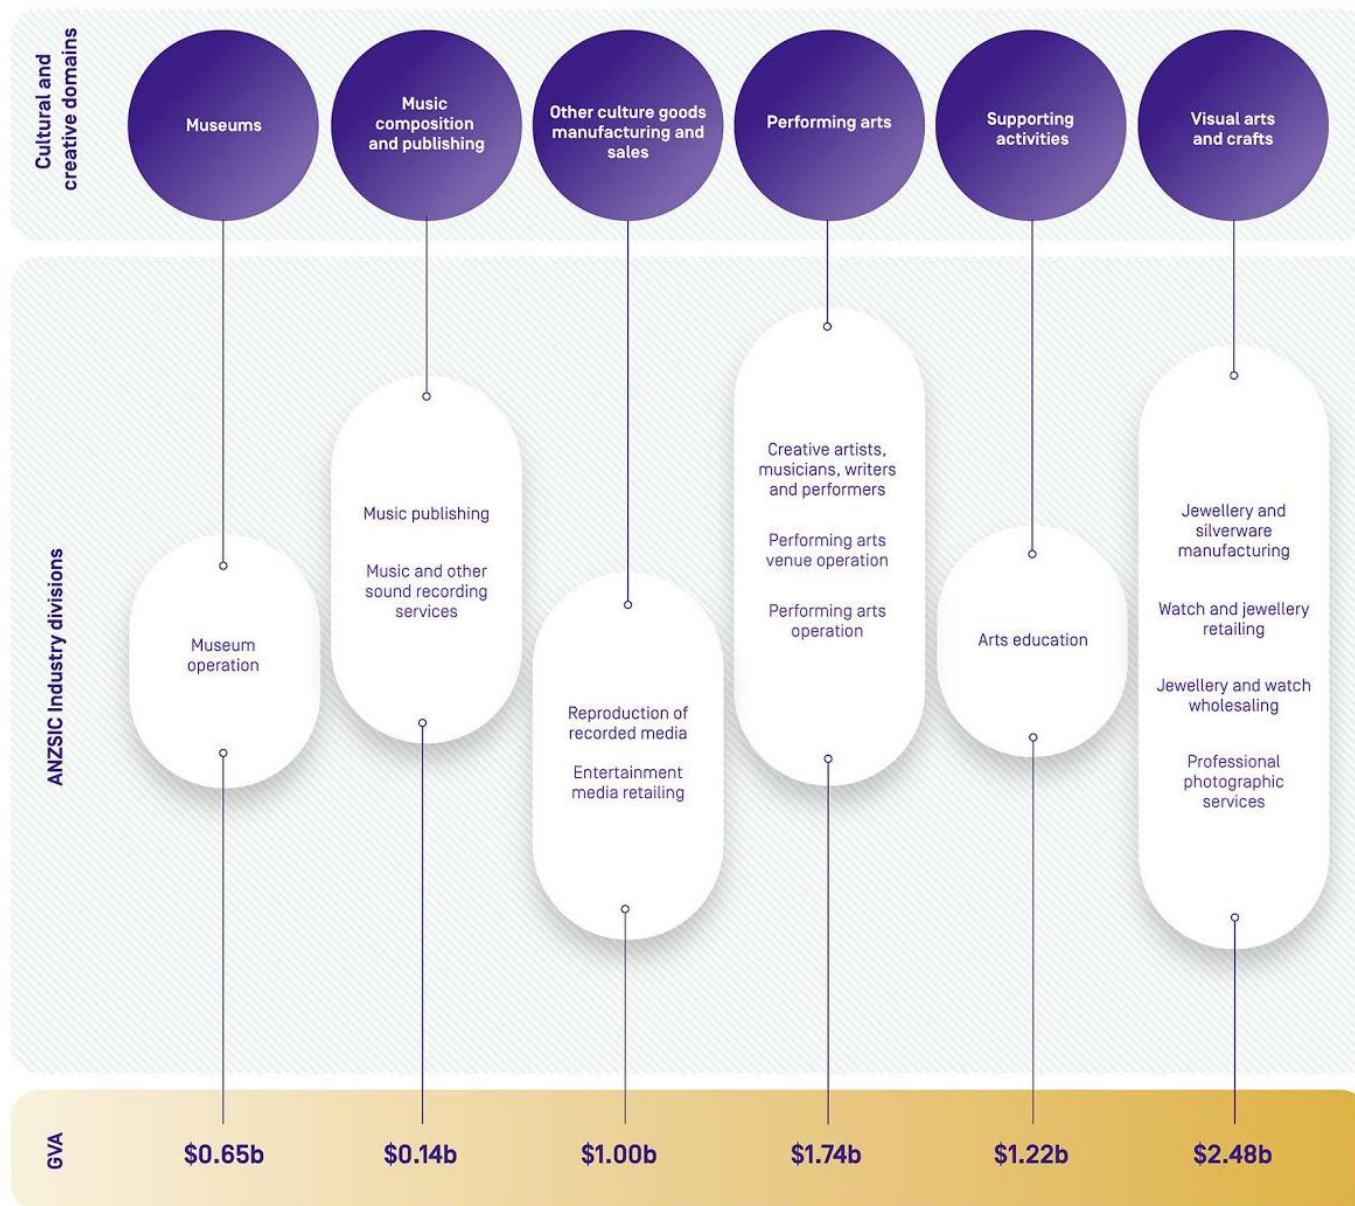 Cultural and
creative domains
Museums
Music
composition
and publishing
Other culture goods
manufacturing and
sales
Performing arts
Supporting
activities
Visual arts
and crafts
ANZSIC Industry divisions
Museum
operation
Music publishing
Music and other
sound recording
services
Reproduction of
recorded media
Entertainment
media retailing
Creative artists,
musicians, writers
and performers
Performing arts
venue operation
Performing arts
operation
Arts education
Jewellery and
silverware
manufacturing
Watch and jewellery
retailing
Jewellery and watch
wholesaling
Professional
photographic
services
GVA
$0.65b
$0.14b
$1.00b
$1.74b
$1.22b
$2.48b